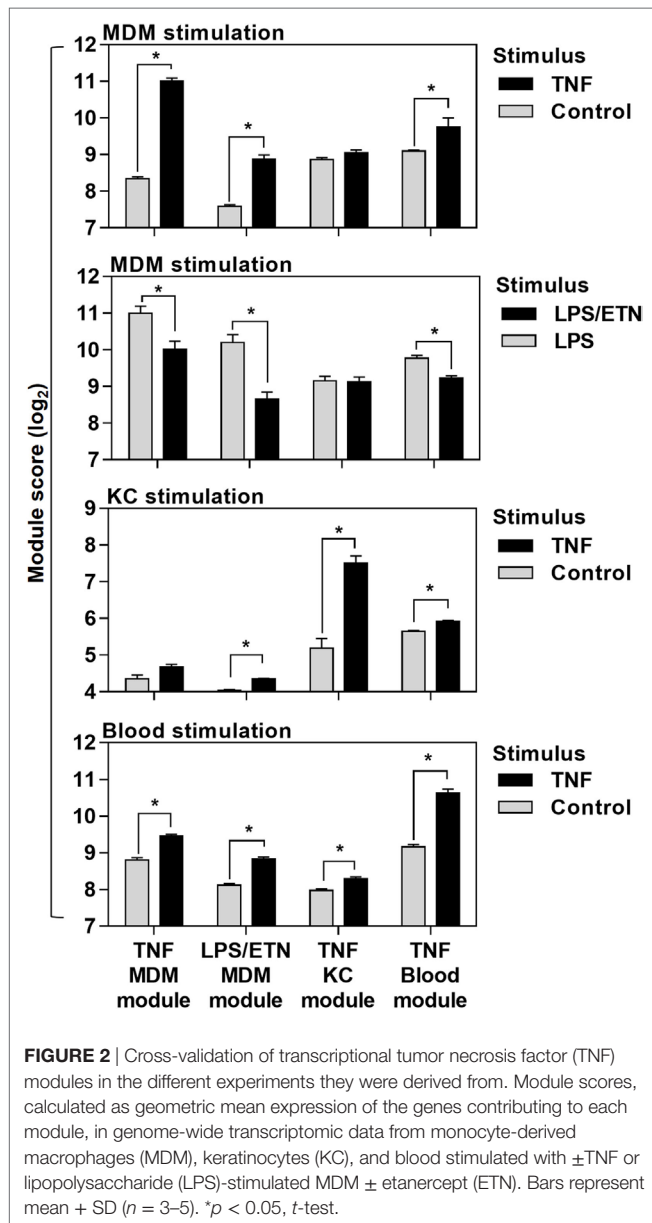 MDM stimulation
12
11
10
9
8
7
*
*
*
Stimulus
TNF
Control
MDM stimulation
12
11
10
9
8
7
*
*
*
Stimulus
LPS/ETN
LPS
Module score (log2)
KC stimulation
9
8
7
6
5
4
*
*
*
Stimulus
TNF
Control
Blood stimulation
12
11
10
9
8
7
*
*
*
*
Stimulus
TNF
Control
TNF
MDM
module
LPS/ETN
MDM
module
TNF
KC
module
TNF
Blood
module
FIGURE 2 | Cross-validation of transcriptional tumor necrosis factor (TNF)
modules in the different experiments they were derived from. Module scores,
calculated as geometric mean expression of the genes contributing to each
module, in genome-wide transcriptomic data from monocyte-derived
macrophages (MDM), keratinocytes (KC), and blood stimulated with ±TNF or
lipopolysaccharide (LPS)-stimulated MDM ± etanercept (ETN). Bars represent
mean + SD (n = 3–5). *p < 0.05, t-test.